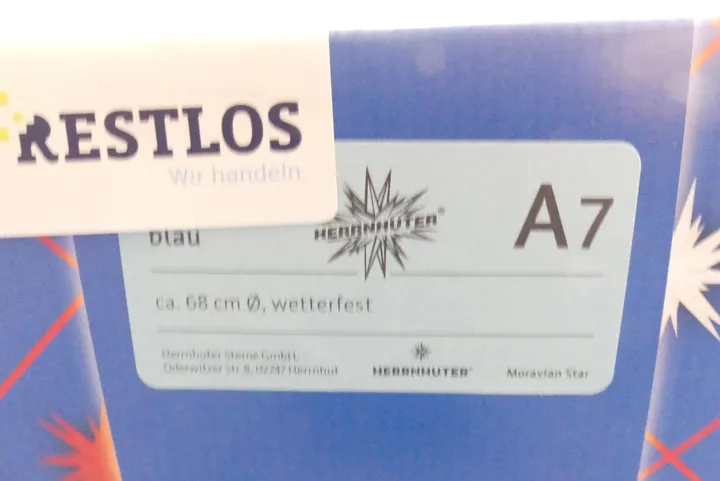 RESTLOS
Wir handeln.
blau
HERRNHUTER®
A7
ca. 68 cm Ø, wetterfest
Herrnhuter Sterne GmbH,
Oderwitzer Str. 8, 02747 Herrnhut
HERRNHUTER®
Moravian Star